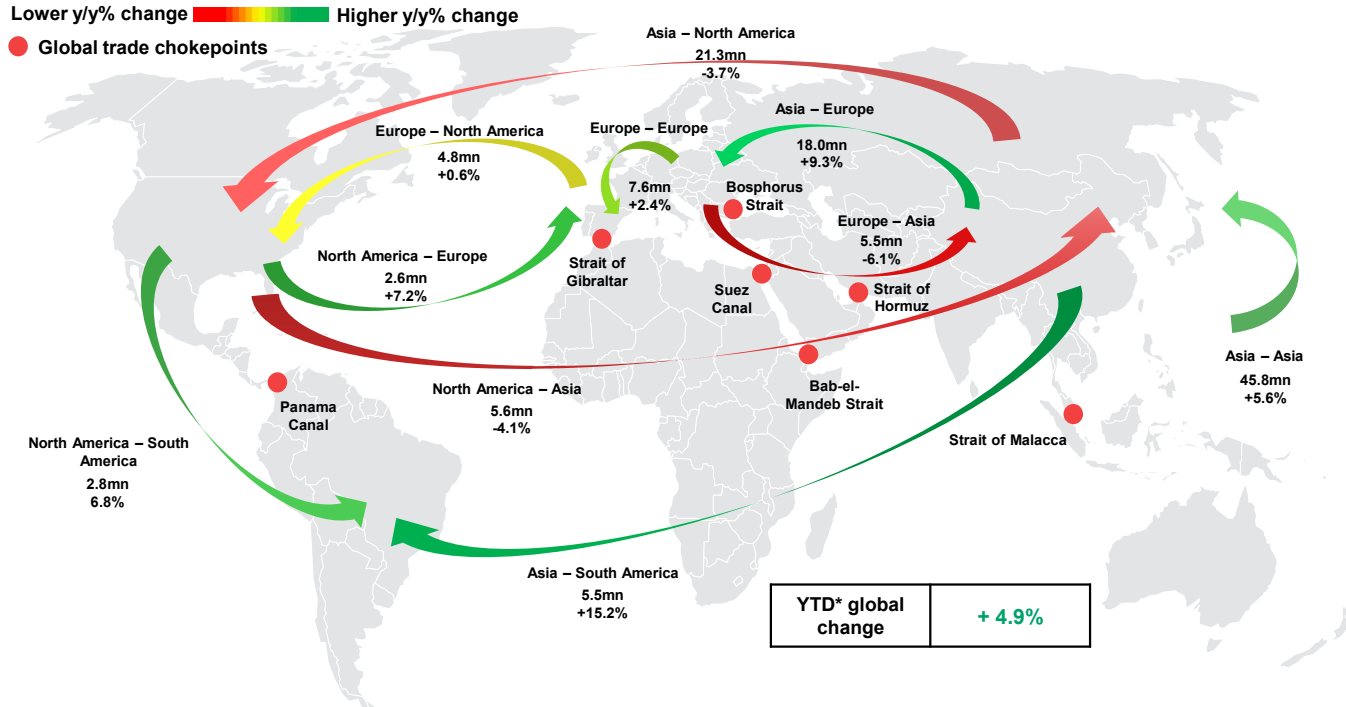 Lower y/y% change
Higher y/y% change
Global trade chokepoints
Asia – North America
21.3mn
-3.7%
Europe – North America
4.8mn
+0.6%
Europe – Europe
7.6mn
+2.4%
Asia – Europe
18.0mn
+9.3%
Bosphorus
Strait
Europe – Asia
5.5mn
-6.1%
North America – Europe
2.6mn
+7.2%
Strait of
Gibraltar
Suez
Canal
Strait of
Hormuz
Asia – Asia
45.8mn
+5.6%
North America – Asia
5.6mn
-4.1%
Bab-el-
Mandeb Strait
Panama
Canal
Strait of Malacca
North America – South
America
2.8mn
6.8%
Asia – South America
5.5mn
+15.2%
YTD* global
change
+ 4.9%